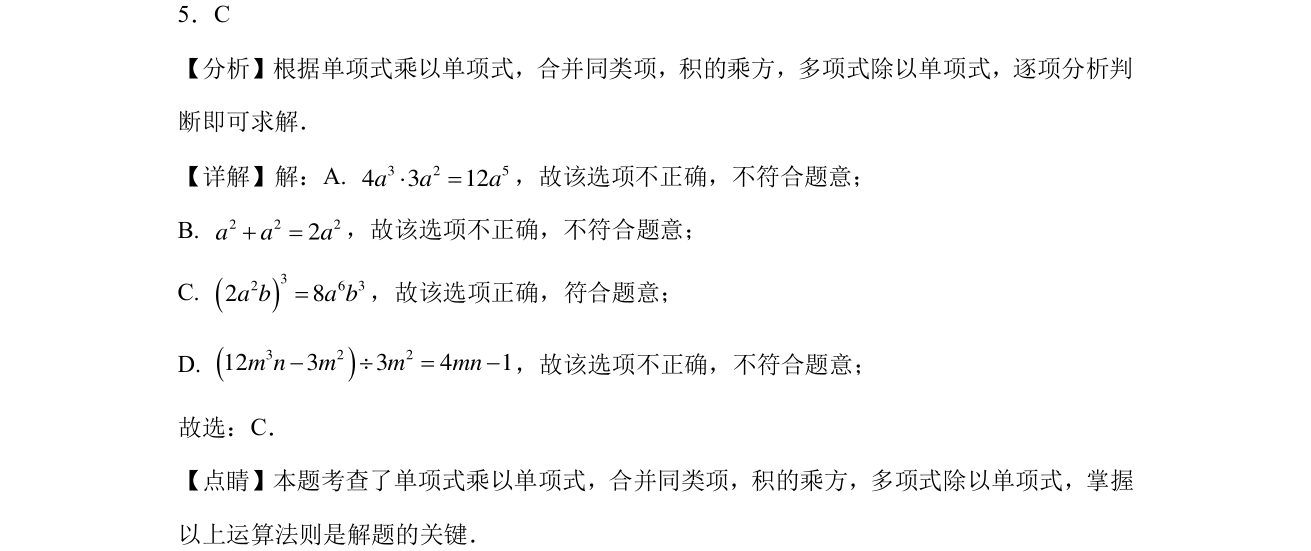 5．C
【分析】根据单项式乘以单项式，合并同类项，积的乘方，多项式除以单项式，逐项分析判
断即可求解．
【详解】解：A. 4a³·3a²=12a⁵，故该选项不正确，不符合题意；
B. a²+a²=2a²，故该选项不正确，不符合题意；
C. (2a²b)³=8a⁶b³，故该选项正确，符合题意；
D. (12m³n−3m²)÷3m²=4mn−1，故该选项不正确，不符合题意；
故选：C．
【点睛】本题考查了单项式乘以单项式，合并同类项，积的乘方，多项式除以单项式，掌握
以上运算法则是解题的关键．